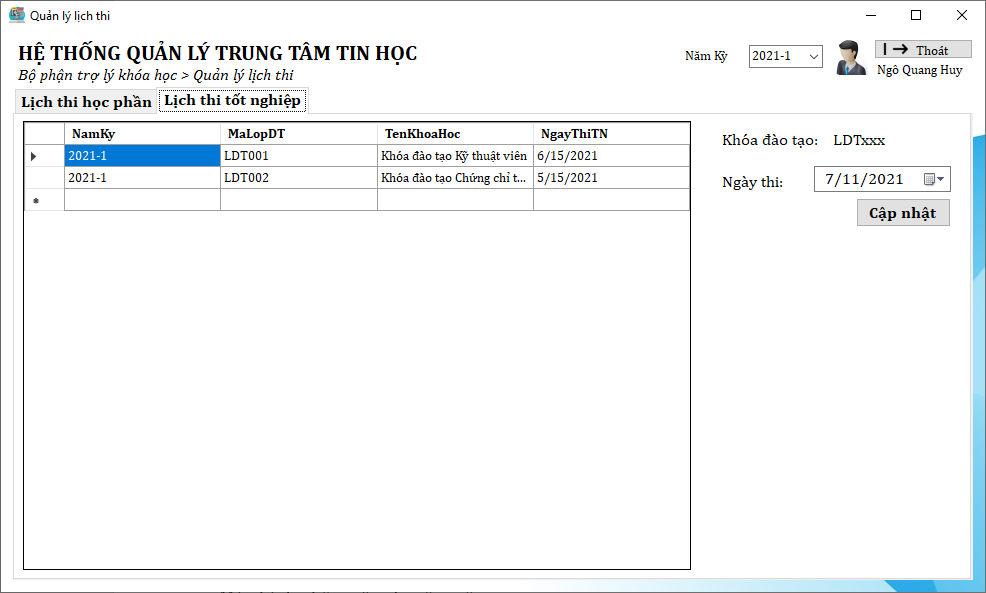 Quản lý lịch thi
HỆ THỐNG QUẢN LÝ TRUNG TÂM TIN HỌC
Bộ phận trợ lý khóa học > Quản lý lịch thi
Năm Kỳ 2021-1
Thoát
Ngô Quang Huy
Lịch thi học phần Lịch thi tốt nghiệp
NamKy MaLopDT TenKhoaHoc NgayThiTN
2021-1 LDT001 Khóa đào tạo Kỹ thuật viên 6/15/2021
2021-1 LDT002 Khóa đào tạo Chứng chỉ t... 5/15/2021
Khóa đào tạo: LDTxxx
Ngày thi: 7/11/2021
Cập nhật